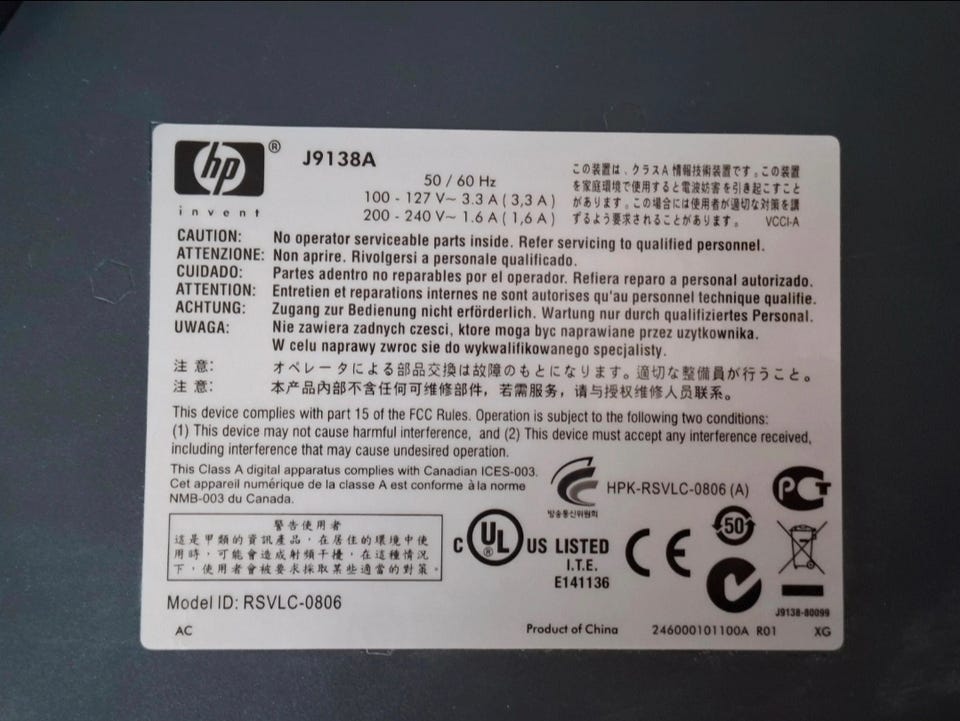 hp ®
invent
J9138A
50 / 60 Hz
100 - 127 V~ 3.3 A ( 3,3 A )
200 - 240 V~ 1.6 A ( 1,6 A )
この装置は、クラスA 情報技術装置です。この装置
を家庭環境で使用すると電波妨害を引き起こすこと
があります。この場合には使用者が適切な対策を講
ずるよう要求されることがあります。 VCCI-A
CAUTION: No operator serviceable parts inside. Refer servicing to qualified personnel.
ATTENZIONE: Non aprire. Rivolgersi a personale qualificado.
CUIDADO: Partes adentro no reparables por el operador. Refiera reparo a personal autorizado.
ATTENTION: Entretien et reparations internes ne sont autorises qu'au personnel technique qualifie.
ACHTUNG: Zugang zur Bedienung nicht erförderlich. Wartung nur durch qualifiziertes Personal.
UWAGA: Nie zawiera zadnych czesci, ktore moga byc naprawiane przez uzytkownika.
W celu naprawy zwroc sie do wykwalifikowanego specjalisty.
注 意: オペレータによる部品交換は故障のもとになります。適切な整備員が行うこと。
注 意: 本产品内部不含任何可维修部件，若需服务，请与授权维修人员联系。
This device complies with part 15 of the FCC Rules. Operation is subject to the following two conditions:
(1) This device may not cause harmful interference, and (2) This device must accept any interference received,
including interference that may cause undesired operation.
This Class A digital apparatus complies with Canadian ICES-003.
Cet appareil numérique de la classe A est conforme à la norme
NMB-003 du Canada.
방송통신위원회
HPK-RSVLC-0806 (A)
PCT
警告使用者
這是甲類的資訊產品，在居住的環境中使
用時，可能會造成射頻干擾，在這種情況
下，使用者會被要求採取某些適當的對策。
C UL ® US LISTED
I.T.E.
E141136
CE
50
J9138-80099
Model ID: RSVLC-0806
AC
Product of China
246000101100A R01
XG